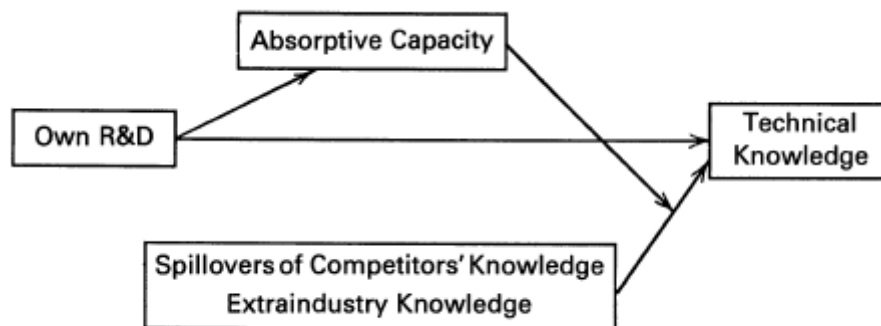 Absorptive Capacity
Own R&D
Technical
Knowledge
Spillovers of Competitors' Knowledge
Extraindustry Knowledge